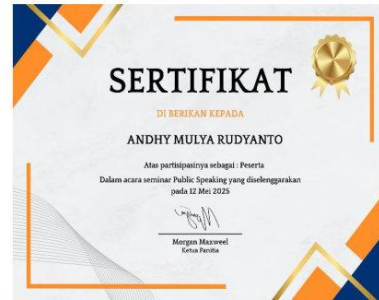 SERTIFIKAT
DI BERIKAN KEPADA
ANDHY MULYA RUDYANTO
Atas partisipasinya sebagai : Peserta
Dalam acara seminar Public Speaking yang diselenggarakan
pada 12 Mei 2025
Morgan Maxweel
Ketua Panitia